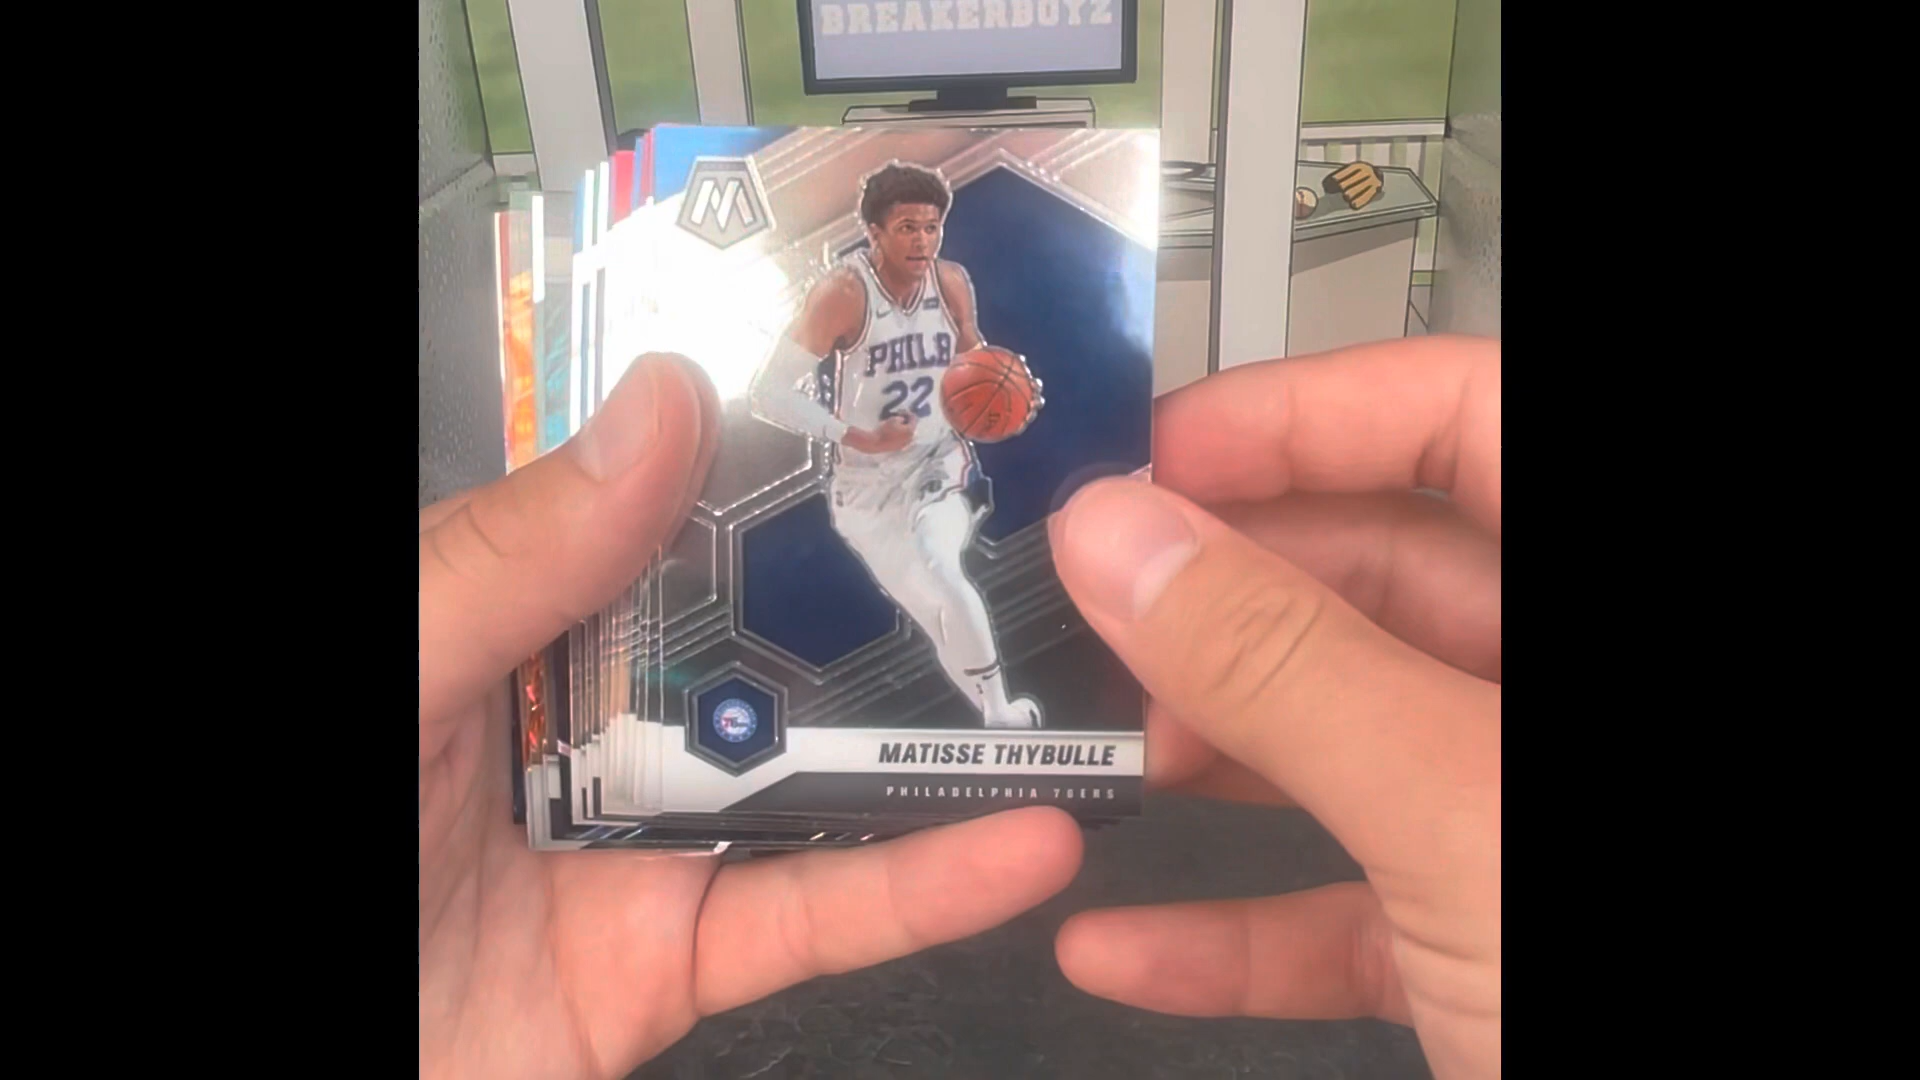 BREAKERBOYZ
PHILA
22
MATISSE THYBULLE
PHILADELPHIA 76ERS